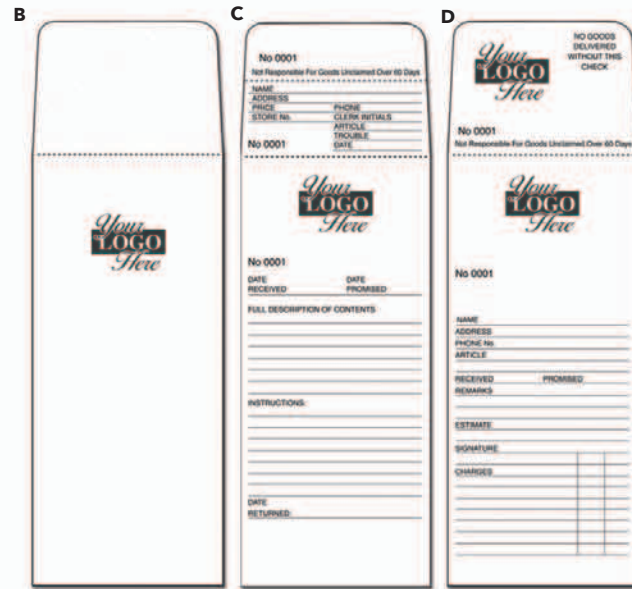 B
Your
LOGO
Here
C
No 0001
Not Responsible For Goods Unclaimed Over 60 Days
NAME
ADDRESS
PRICE PHONE
STORE No. CLERK INITIALS
ARTICLE
TROUBLE
No 0001 DATE
Your
LOGO
Here
No 0001
DATE DATE
RECEIVED PROMISED
FULL DESCRIPTION OF CONTENTS
INSTRUCTIONS:
DATE
RETURNED:
D
Your
LOGO
Here
NO GOODS
DELIVERED
WITHOUT THIS
CHECK
No 0001
Not Responsible For Goods Unclaimed Over 60 Days
Your
LOGO
Here
No 0001
NAME
ADDRESS
PHONE No
ARTICLE
RECEIVED PROMISED
REMARKS
ESTIMATE
SIGNATURE
CHARGES